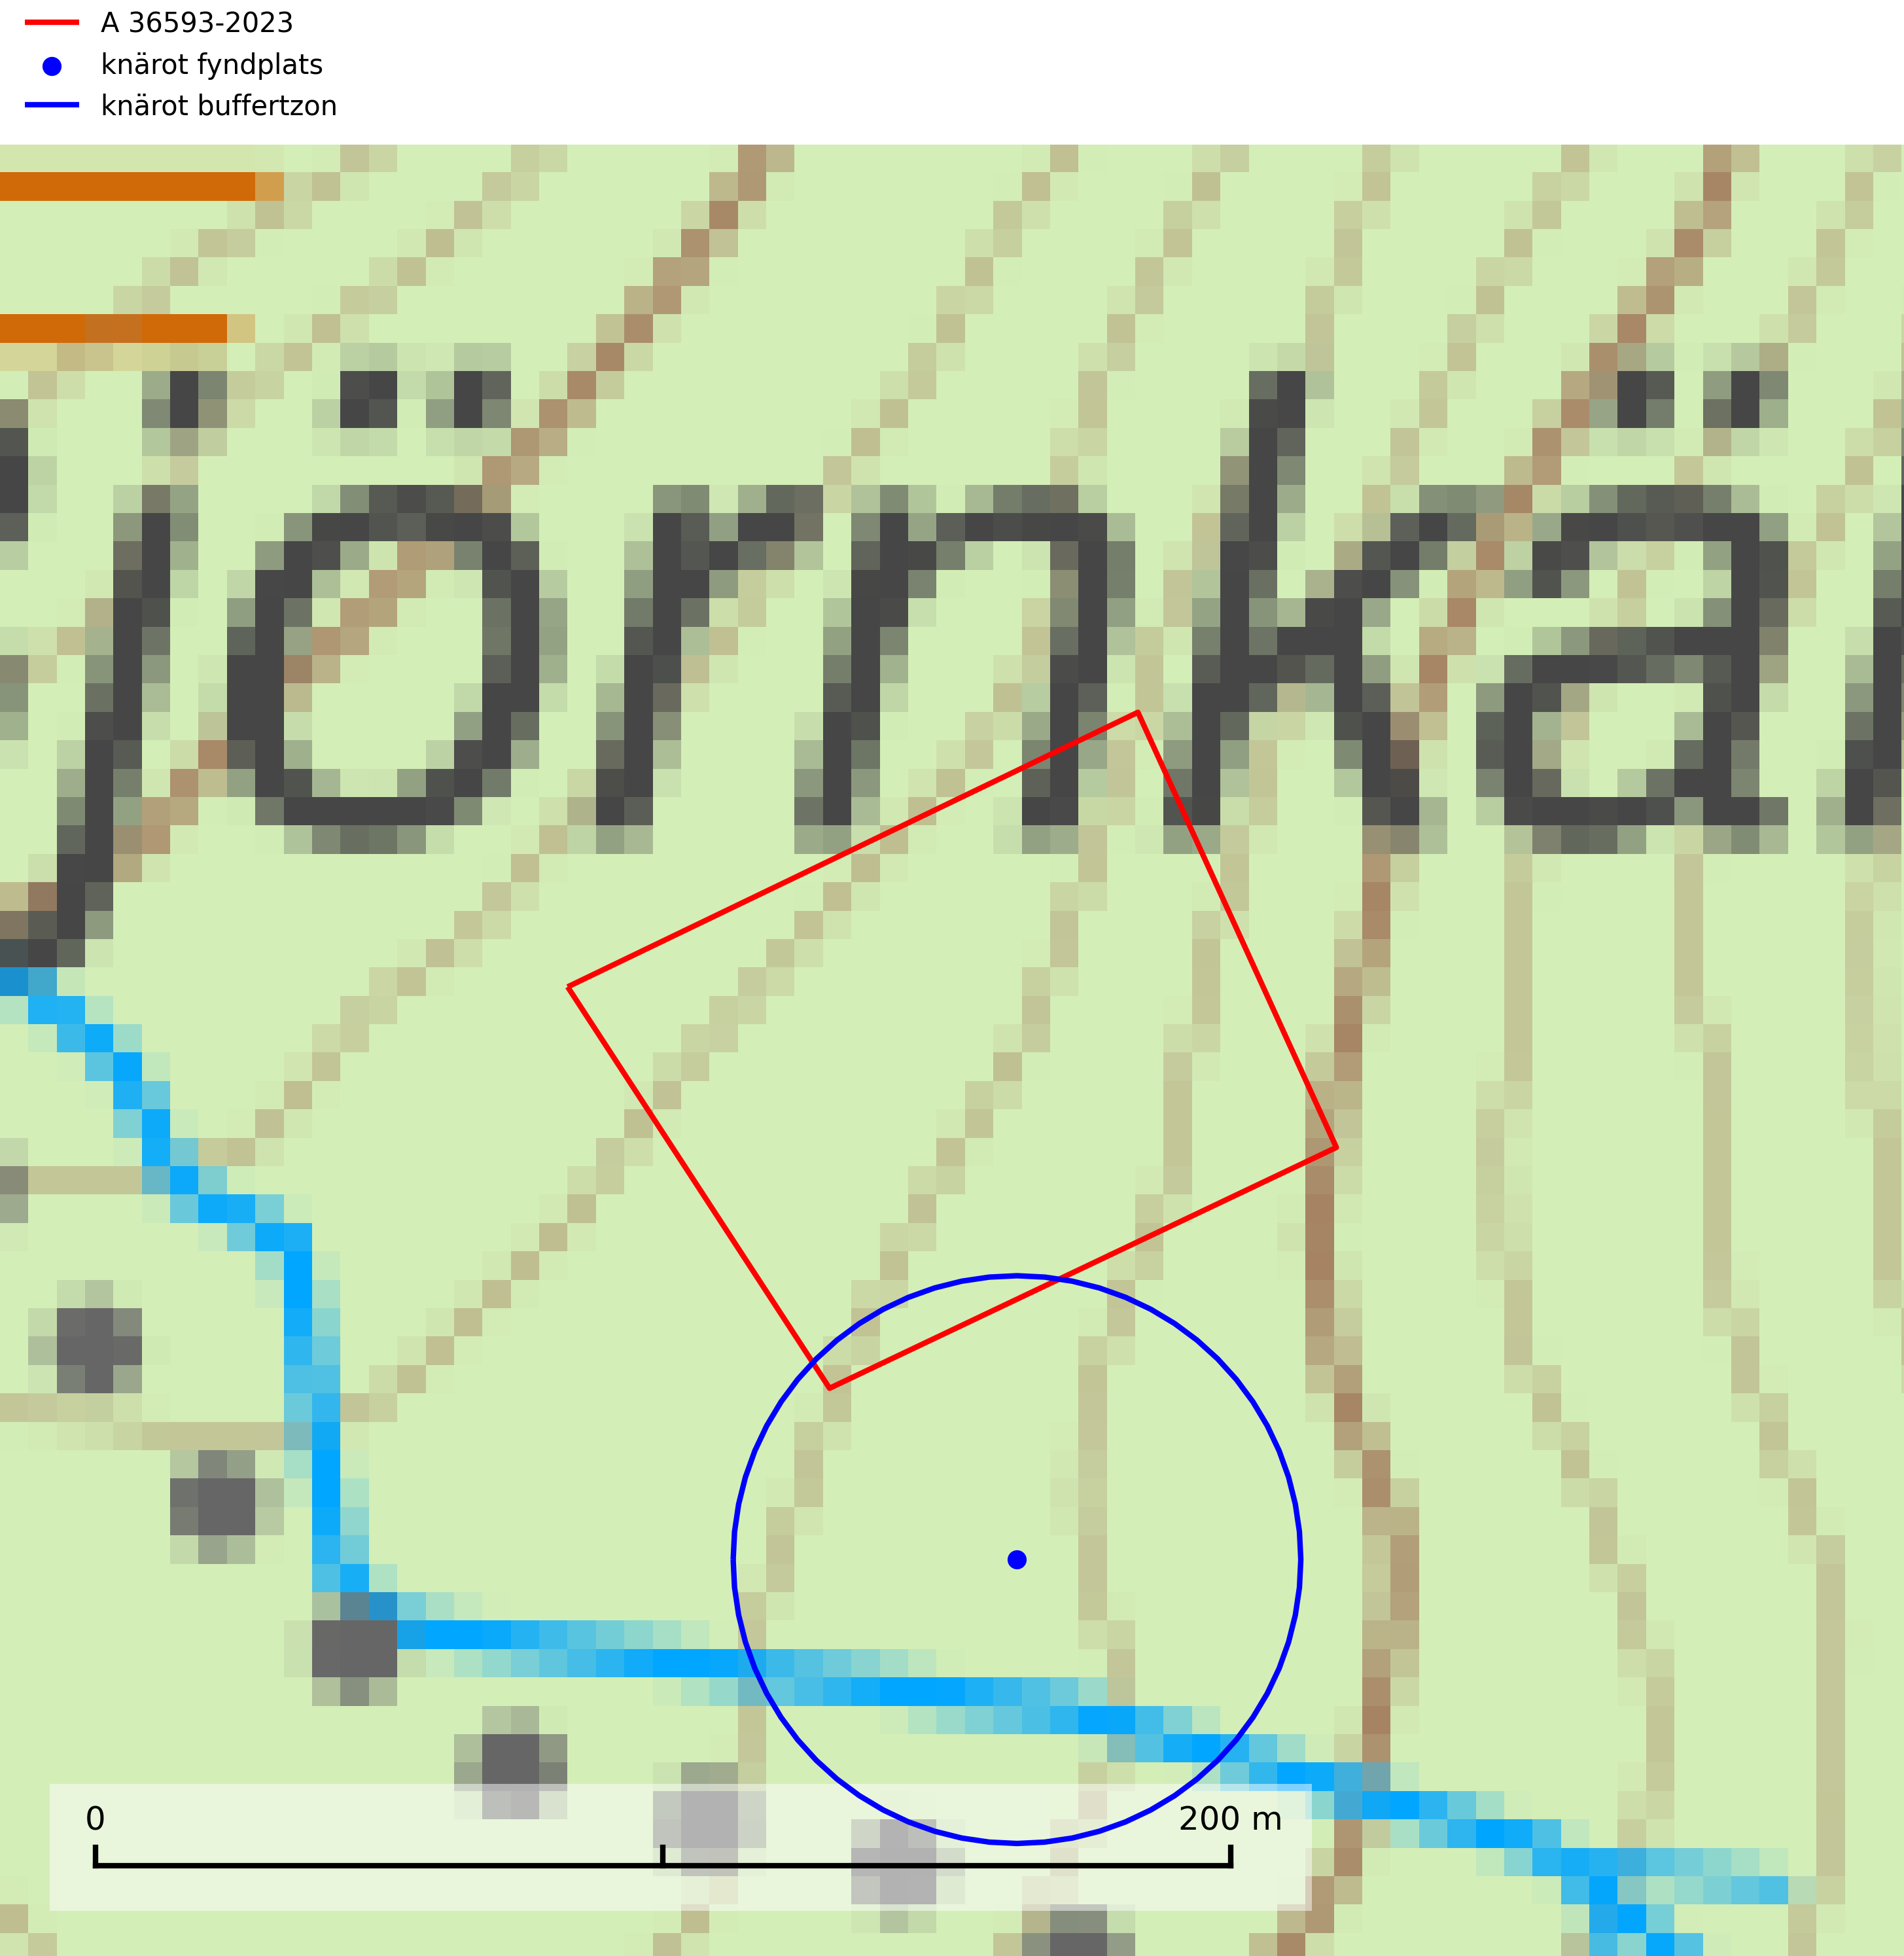 A 36593-2023
knärot fyndplats
knärot buffertzon
0 200 m